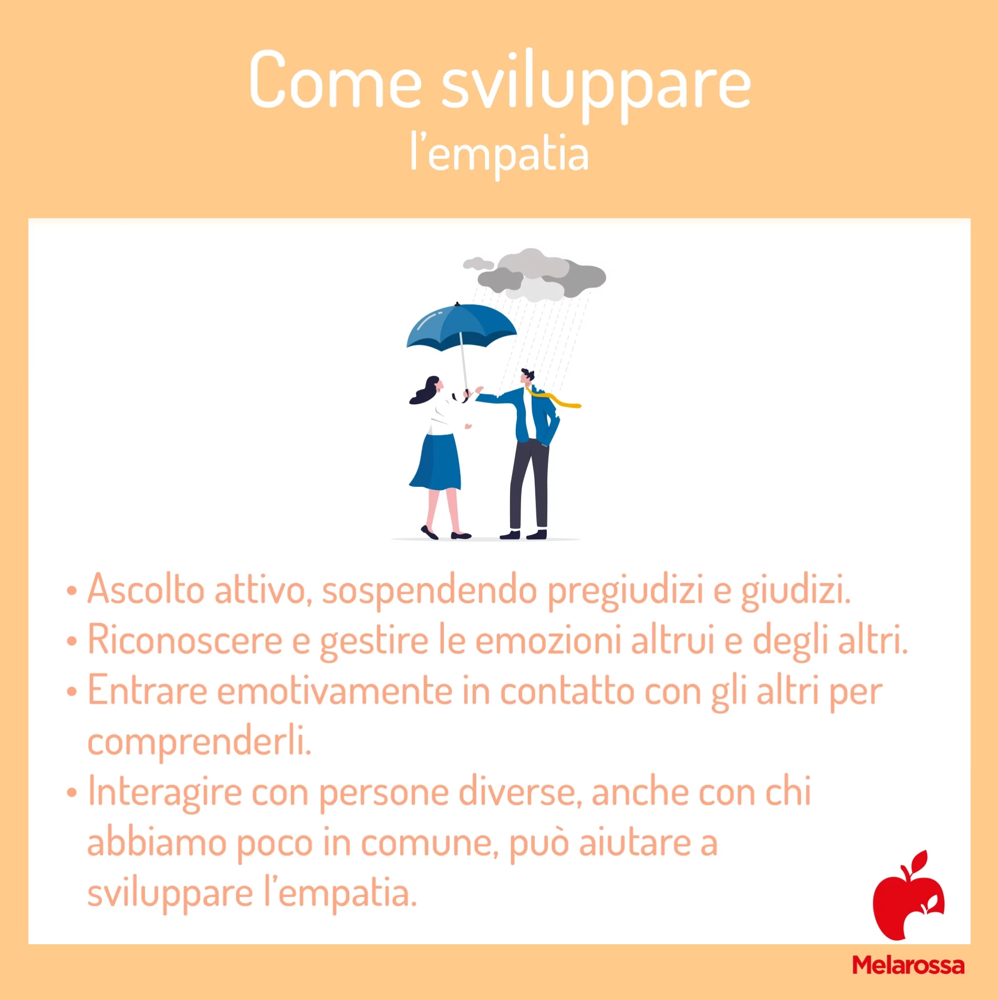 Come sviluppare
l'empatia
• Ascolto attivo, sospendendo pregiudizi e giudizi.
• Riconoscere e gestire le emozioni altrui e degli altri.
• Entrare emotivamente in contatto con gli altri per
comprenderli.
• Interagire con persone diverse, anche con chi
abbiamo poco in comune, può aiutare a
sviluppare l'empatia.
Melarossa